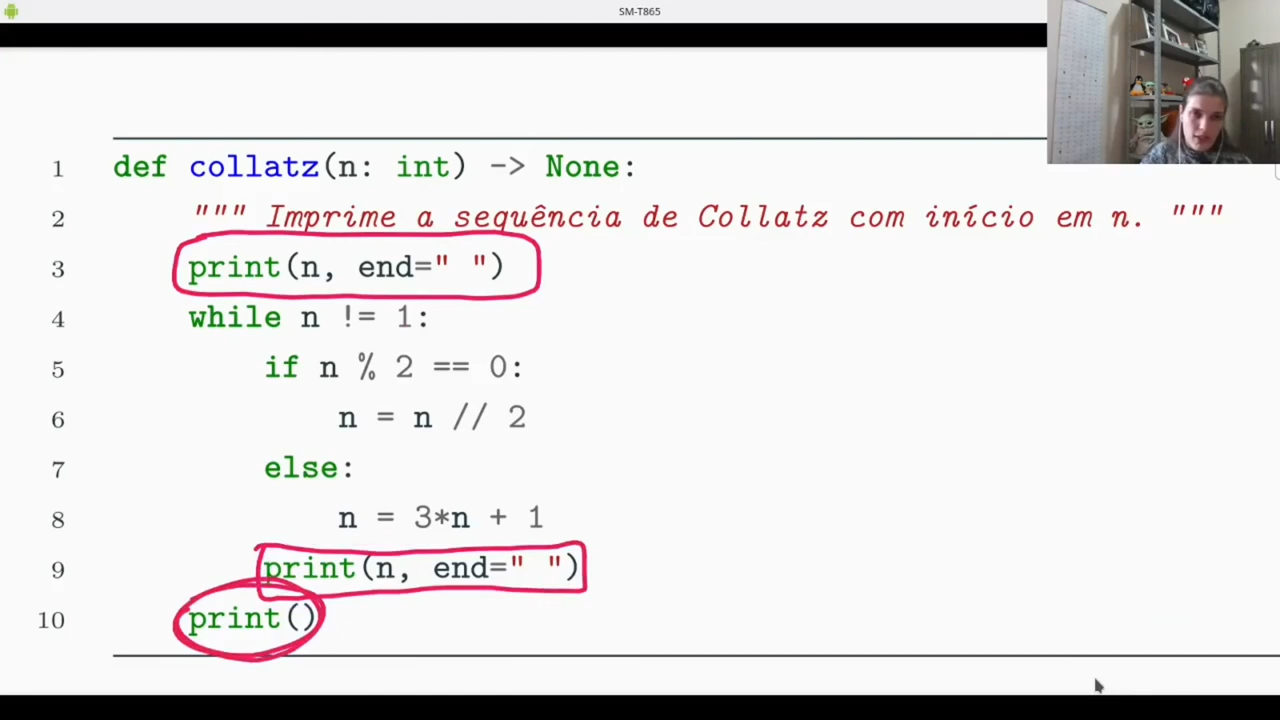 SM-T865
1 def collatz(n: int) -> None:
2 """ Imprime a sequência de Collatz com início em n. """
3 print(n, end=" ")
4 while n != 1:
5 if n % 2 == 0:
6 n = n // 2
7 else:
8 n = 3*n + 1
9 print(n, end=" ")
10 print()